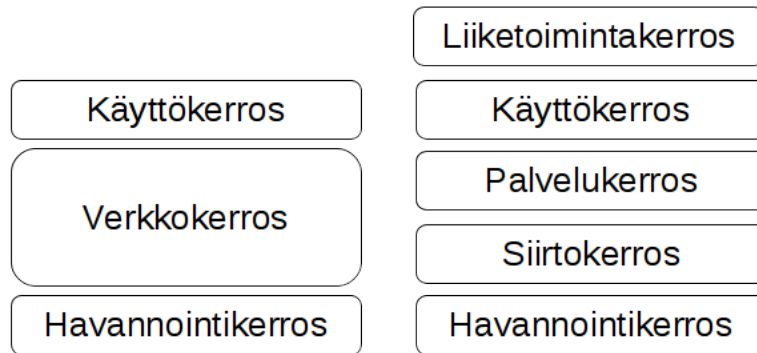 Käyttökerros
Verkkokerros
Havannointikerros
Liiketoimintakerros
Käyttökerros
Palvelukerros
Siirtokerros
Havannointikerros